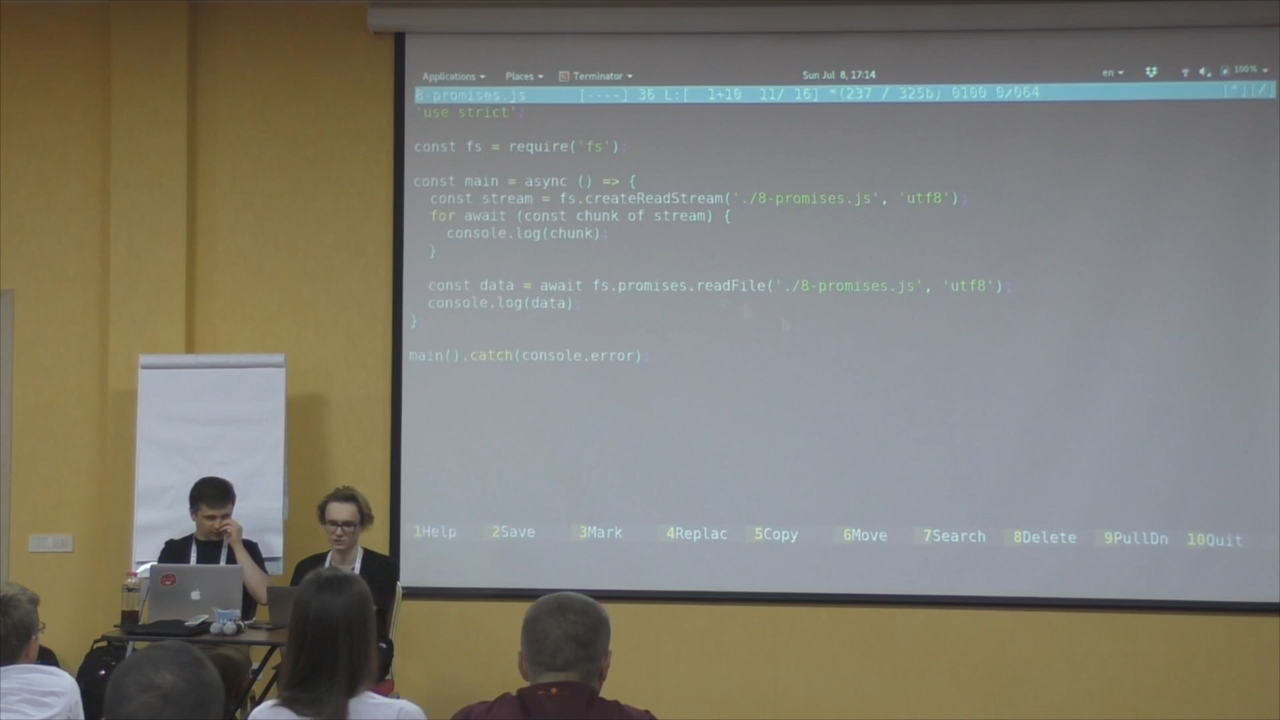 Applications Places Terminator Sun Jul 8, 17:14 en 100%
8-promises.js [----] 36 L:[ 1+10 11/ 16] *(237 / 325b) 0100 0x064 [*][X]
'use strict';
const fs = require('fs');
const main = async () => {
const stream = fs.createReadStream('./8-promises.js', 'utf8');
for await (const chunk of stream) {
console.log(chunk);
}
const data = await fs.promises.readFile('./8-promises.js', 'utf8');
console.log(data);
};
main().catch(console.error);
1Help 2Save 3Mark 4Replac 5Copy 6Move 7Search 8Delete 9PullDn 10Quit